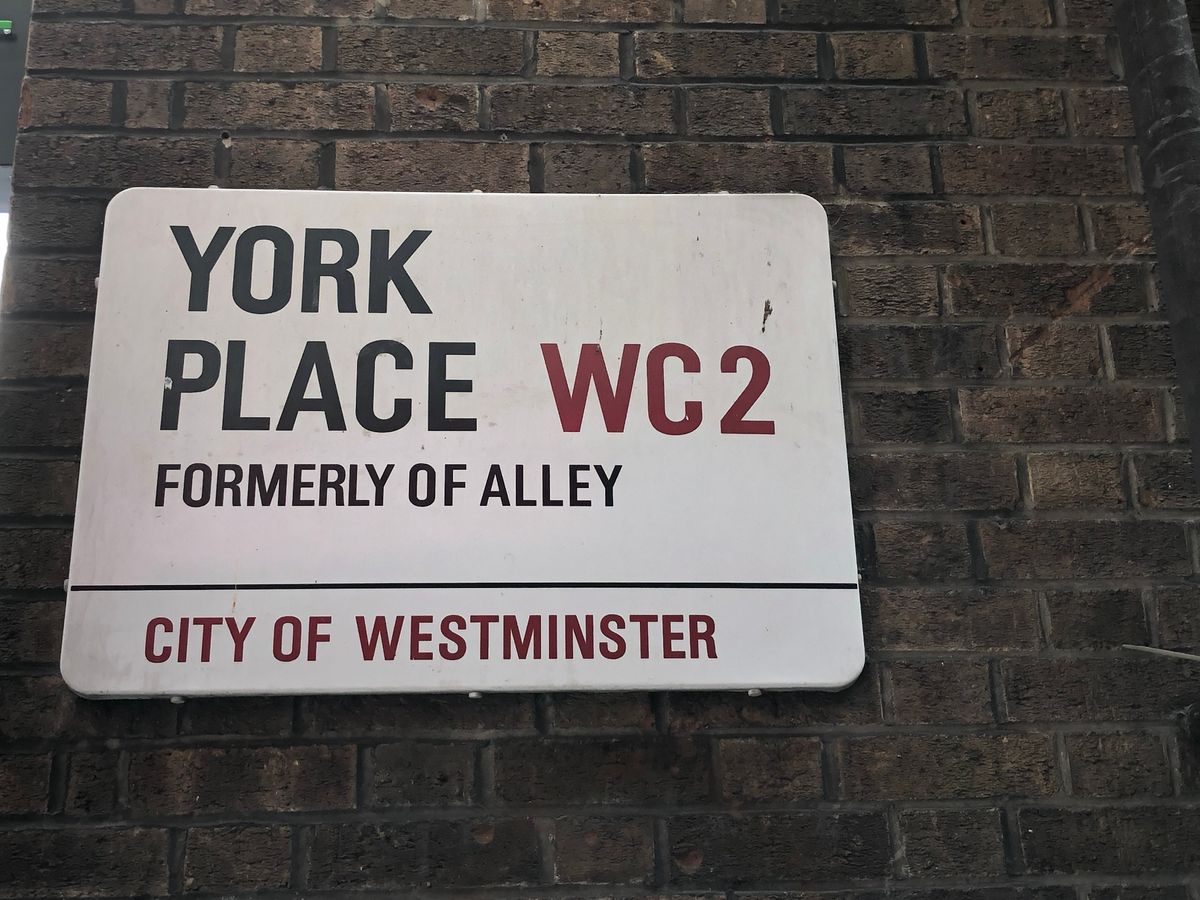 YORK
PLACE WC2
FORMERLY OF ALLEY
CITY OF WESTMINSTER